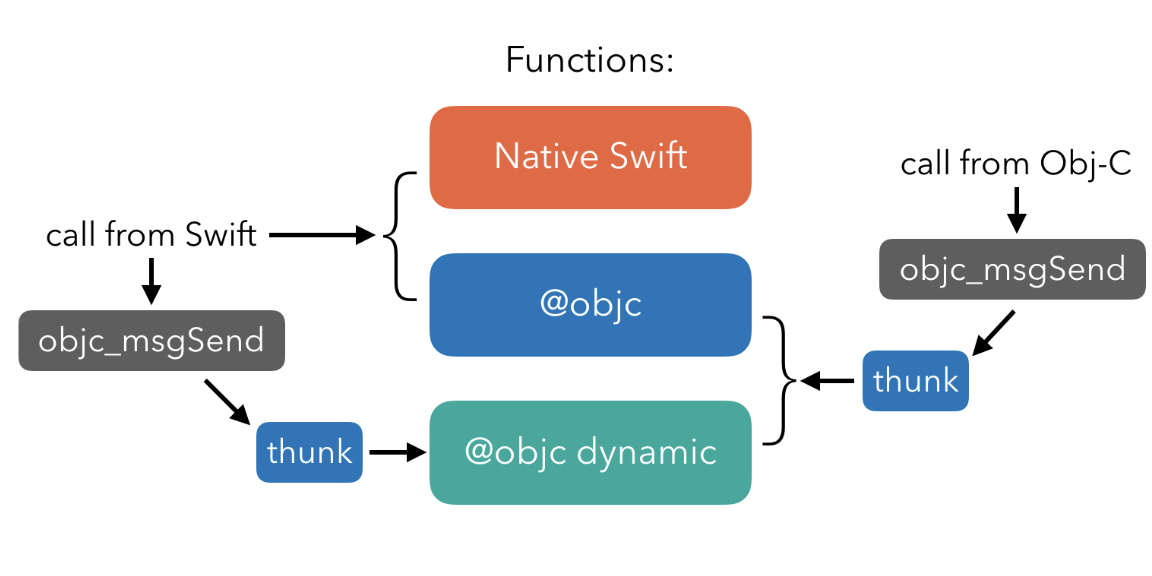 Functions:
Native Swift
call from Obj-C
call from Swift
objc_msgSend
@objc
objc_msgSend
thunk
thunk
@objc dynamic